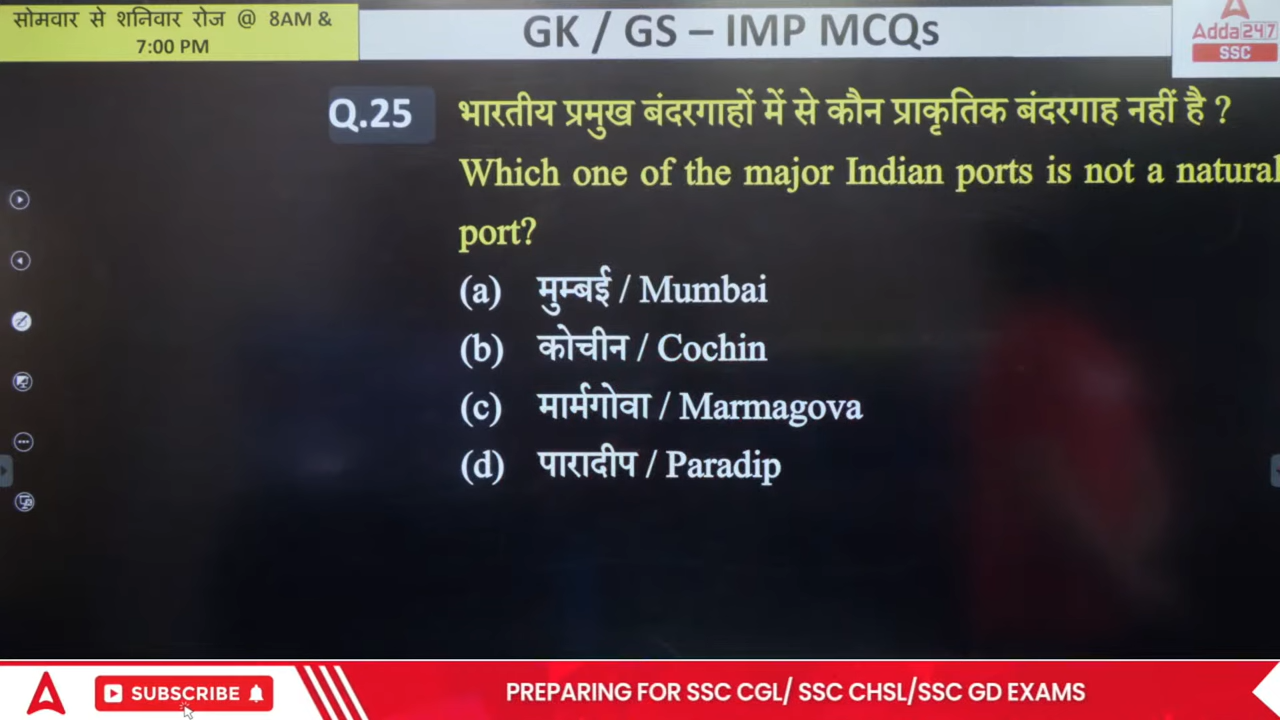 सोमवार से शनिवार रोज @ 8AM &
7:00 PM
GK / GS – IMP MCQs
Adda247
SSC
Q.25 भारतीय प्रमुख बंदरगाहों में से कौन प्राकृतिक बंदरगाह नहीं है ?
Which one of the major Indian ports is not a natural
port?
(a) मुम्बई / Mumbai
(b) कोचीन / Cochin
(c) मार्मगोवा / Marmagova
(d) पारादीप / Paradip
SUBSCRIBE
PREPARING FOR SSC CGL/ SSC CHSL/SSC GD EXAMS